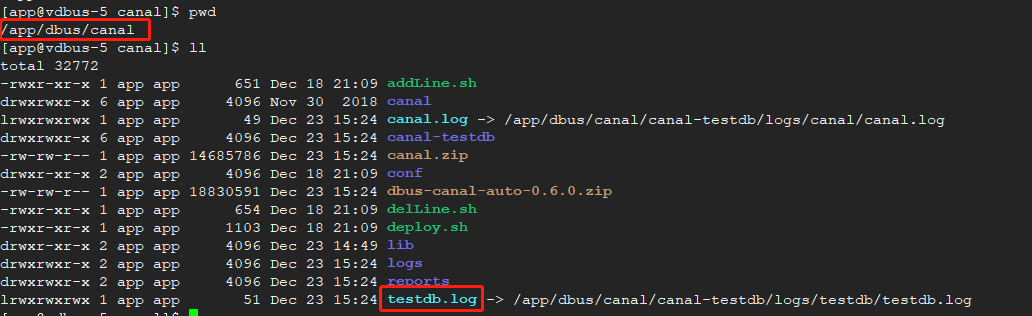 [app@vdbus-5 canal]$ pwd
/app/dbus/canal
[app@vdbus-5 canal]$ ll
total 32772
-rwxr-xr-x 1 app app      651 Dec 18 21:09 addLine.sh
drwxrwxr-x 6 app app     4096 Nov 30  2018 canal
lrwxrwxrwx 1 app app       49 Dec 23 15:24 canal.log -> /app/dbus/canal/canal-testdb/logs/canal/canal.log
drwxrwxr-x 6 app app     4096 Dec 23 15:24 canal-testdb
-rw-rw-r-- 1 app app 14685786 Dec 23 15:24 canal.zip
drwxr-xr-x 2 app app     4096 Dec 18 21:09 conf
-rw-rw-r-- 1 app app 18830591 Dec 23 15:24 dbus-canal-auto-0.6.0.zip
-rwxr-xr-x 1 app app      654 Dec 18 21:09 delLine.sh
-rwxr-xr-x 1 app app     1103 Dec 18 21:09 deploy.sh
drwxr-xr-x 2 app app     4096 Dec 23 14:49 lib
drwxrwxr-x 2 app app     4096 Dec 23 15:24 logs
drwxrwxr-x 2 app app     4096 Dec 23 15:24 reports
lrwxrwxrwx 1 app app       51 Dec 23 15:24 testdb.log -> /app/dbus/canal/canal-testdb/logs/testdb/testdb.log
[app@vdbus-5 canal]$